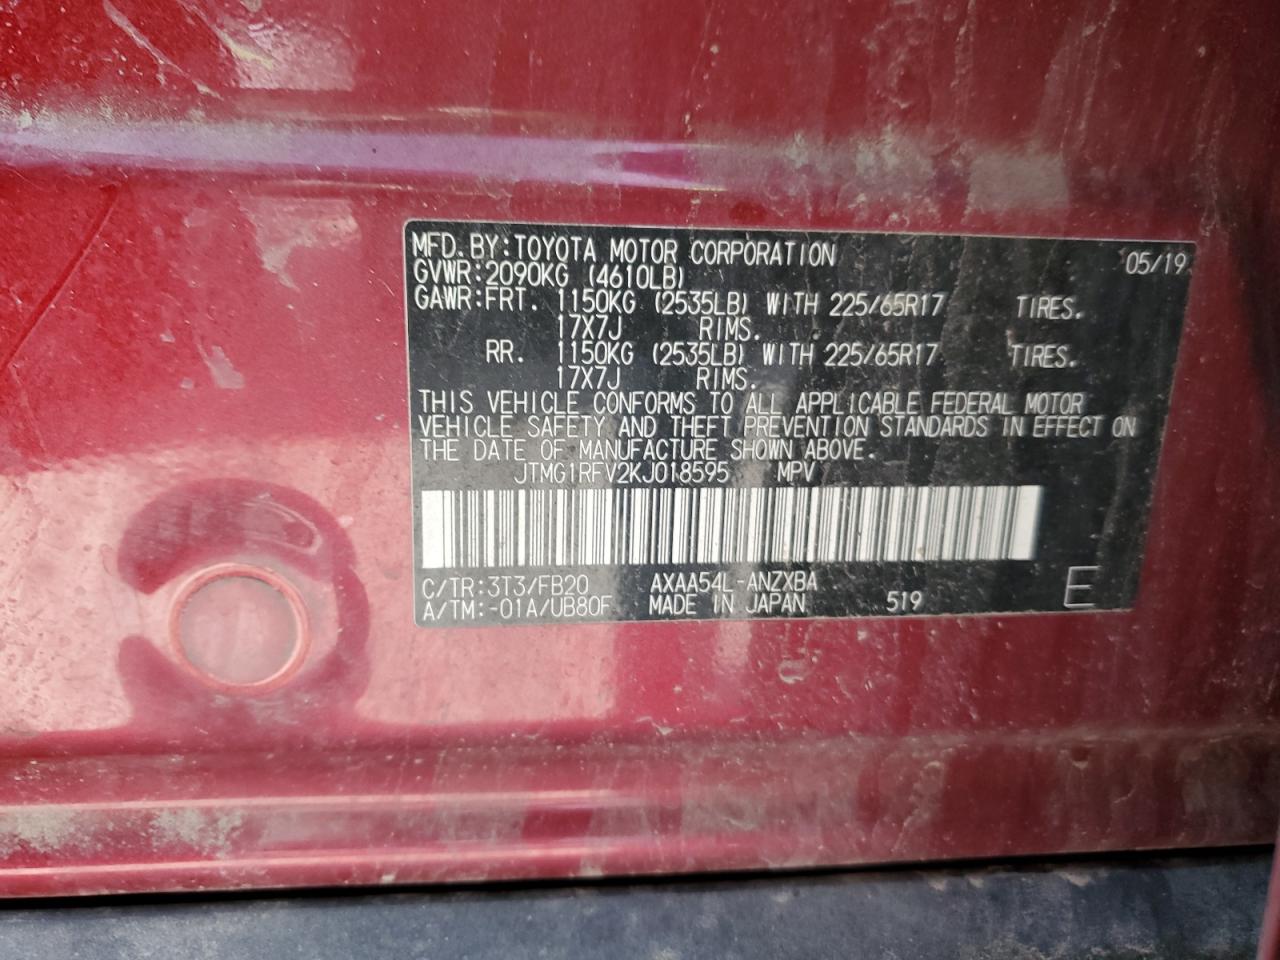 MFD.BY:TOYOTA MOTOR CORPORATION 05/19
GVWR:2090KG (4610LB)
GAWR:FRT. 1150KG (2535LB) WITH 225/65R17 TIRES.
17X7J RIMS.
RR. 1150KG (2535LB) WITH 225/65R17 TIRES.
17X7J RIMS.
THIS VEHICLE CONFORMS TO ALL APPLICABLE FEDERAL MOTOR
VEHICLE SAFETY AND THEFT PREVENTION STANDARDS IN EFFECT ON
THE DATE OF MANUFACTURE SHOWN ABOVE.
JTMG1RFV2KJ018595 MPV
C/TR:3T3/FB20 AXAA54L-ANZXBA
A/TM:-01A/UB80F MADE IN JAPAN 519 E